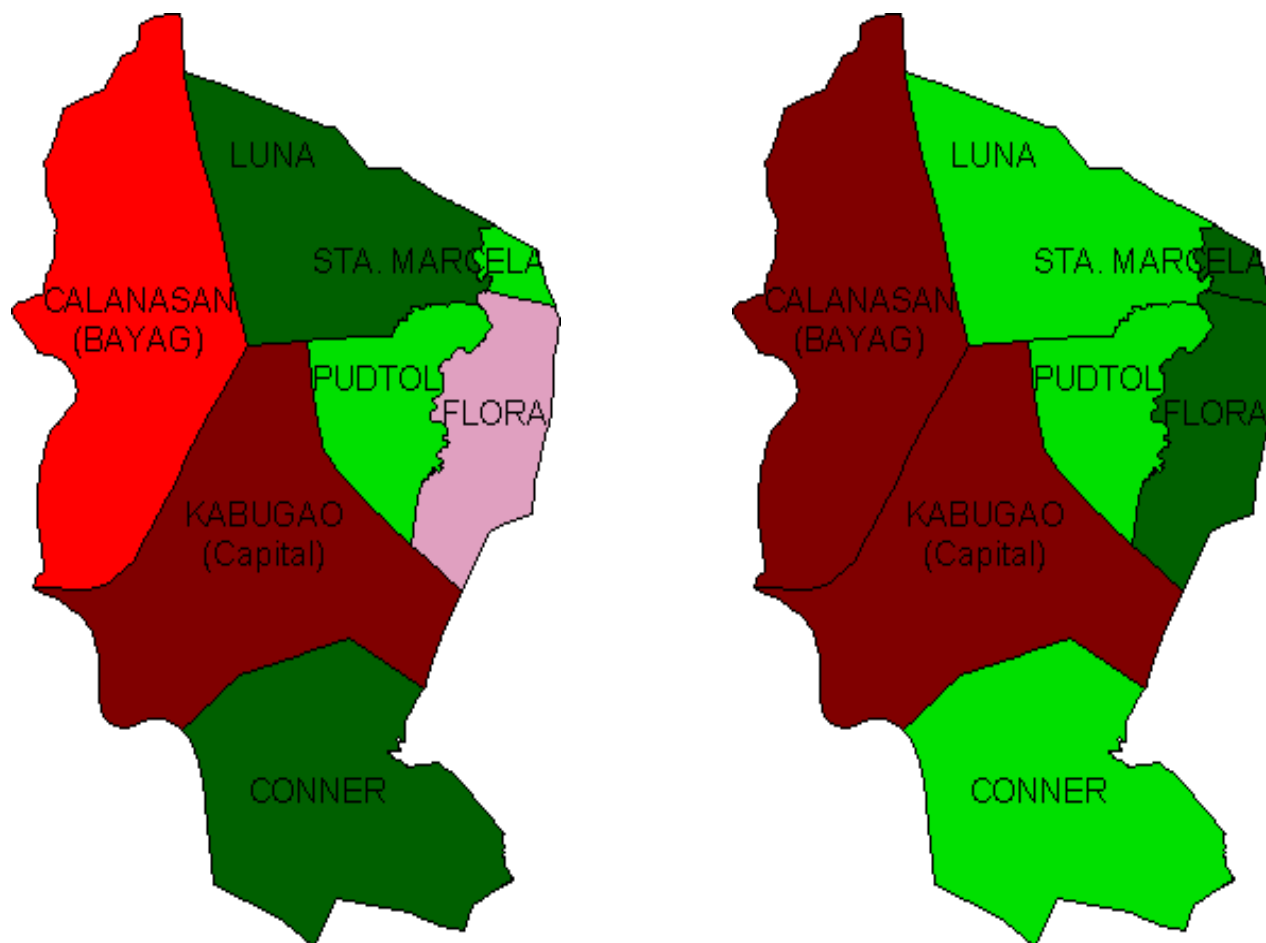 LUNA
STA. MARCELA
CALANASAN
(BAYAG)
PUDTOL
FLORA
KABUGAO
(Capital)
CONNER
LUNA
STA. MARCELA
CALANASAN
(BAYAG)
PUDTOL
FLORA
KABUGAO
(Capital)
CONNER